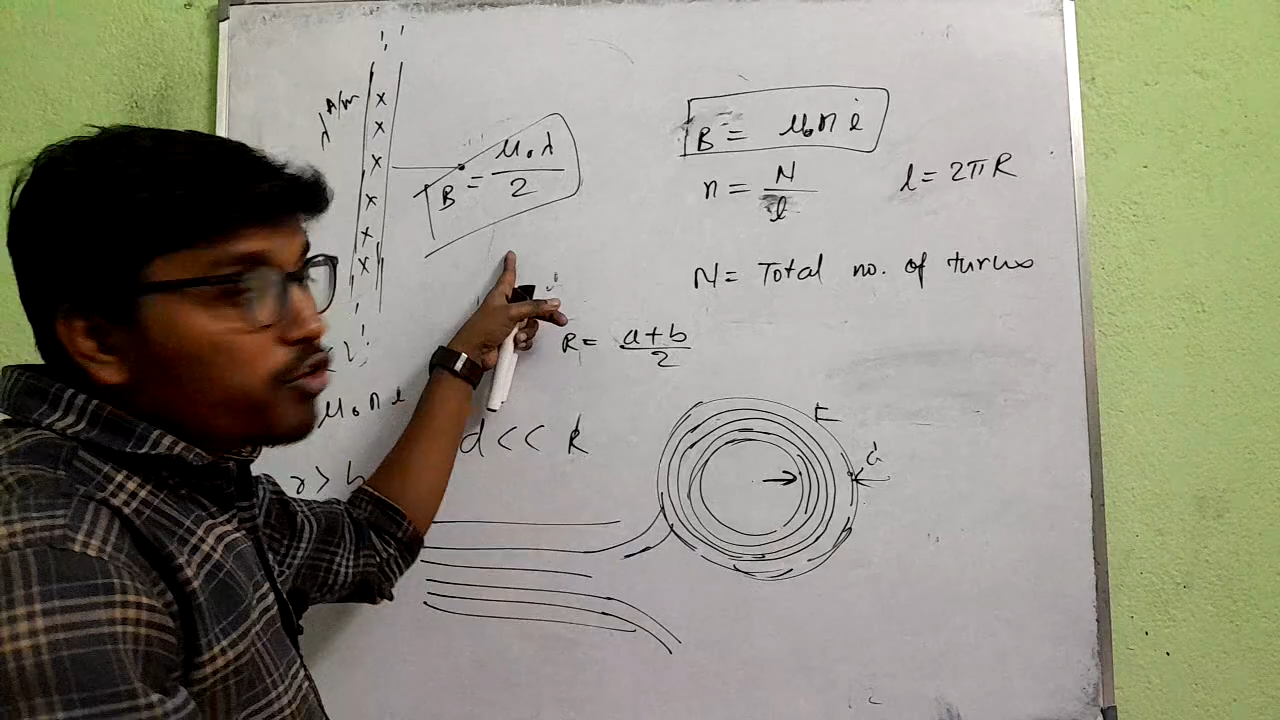 λ A/m
x
x
x
x
x
x
B = μ₀λ / 2
B = μ₀ n i
n = N / l
l = 2πR
N = Total no. of turns
R = (a + b) / 2
μ₀ n i
d << R
r > b
d